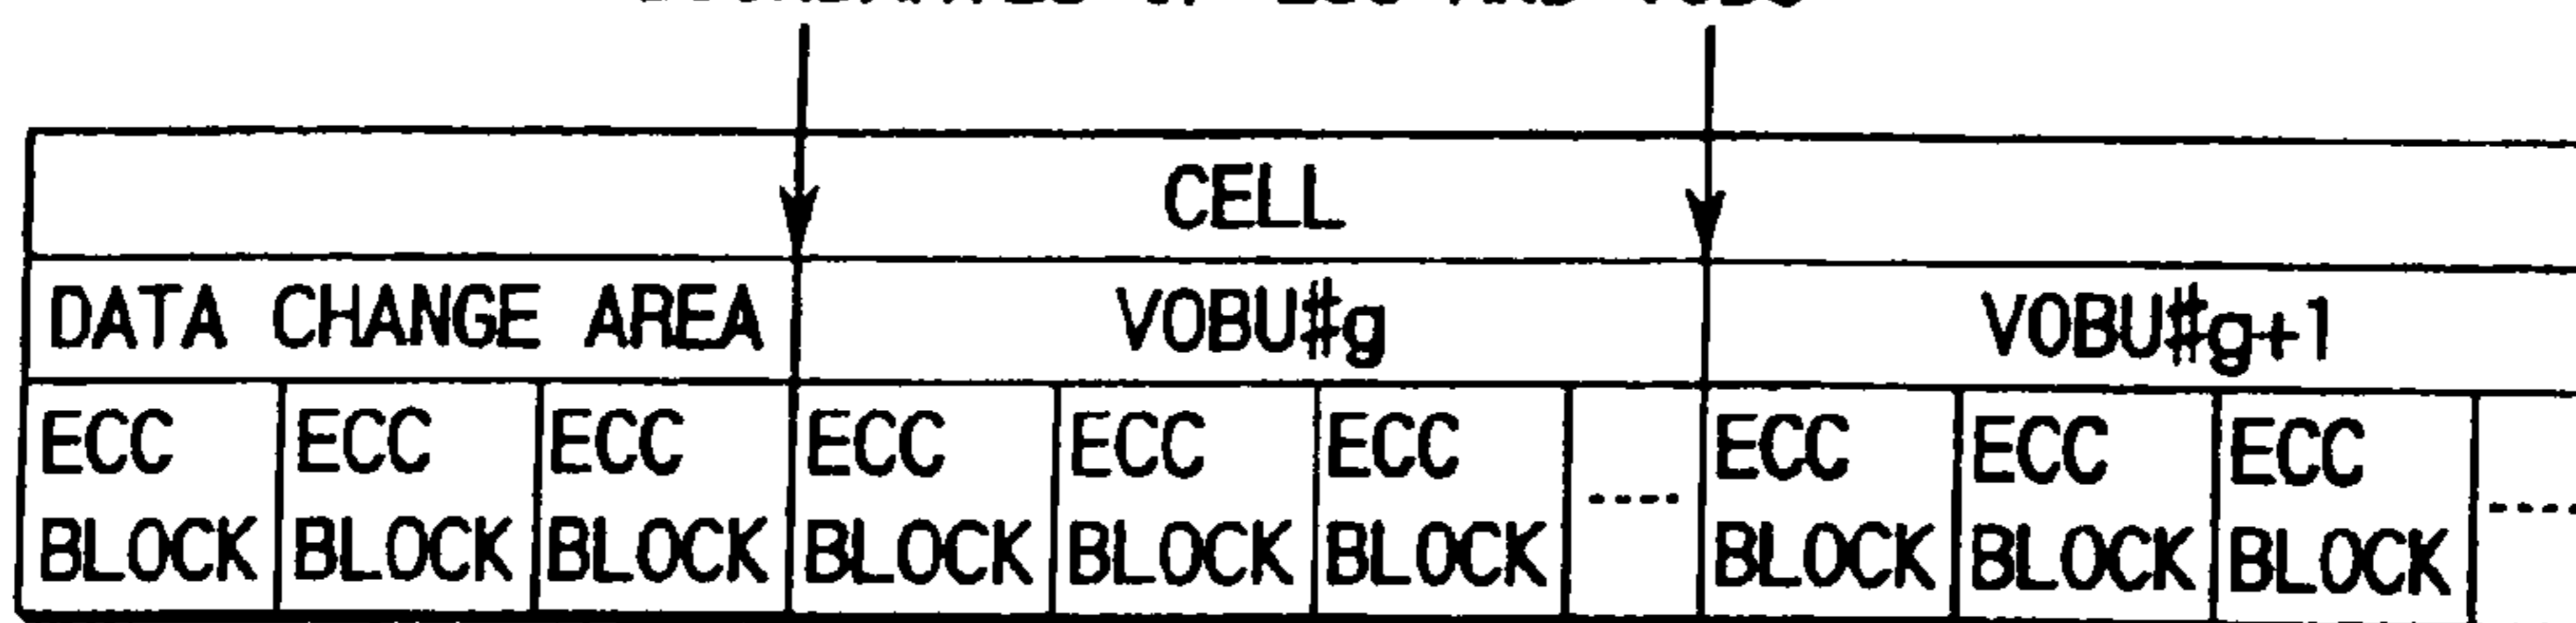 CELL
DATA CHANGE AREA VOBU#g VOBU#g+1
ECC ECC ECC ECC ECC ECC ECC ECC ECC
BLOCK BLOCK BLOCK BLOCK BLOCK BLOCK ..... BLOCK BLOCK BLOCK .....